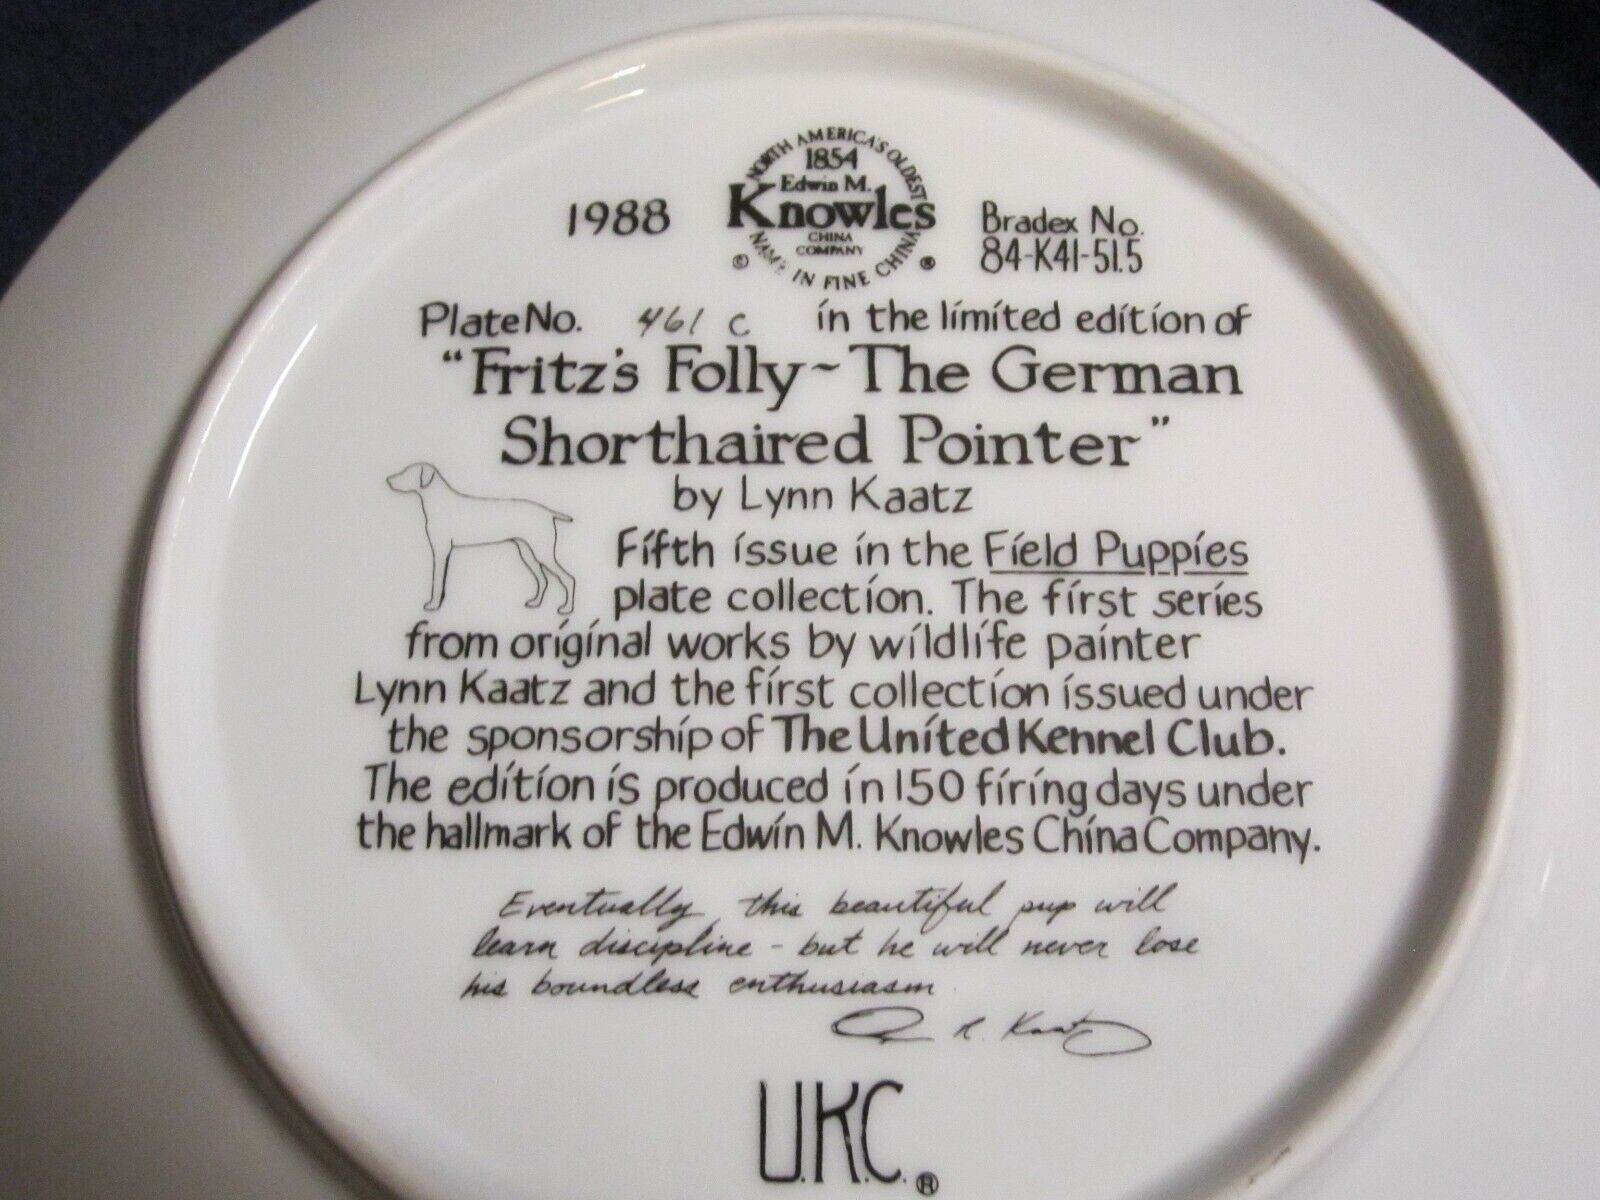 NORTH AMERICA'S OLDEST
1854
Edwin M.
1988 Knowles Bradex No.
CHINA 84-K41-51.5
COMPANY
© NAME IN FINE CHINA ®
Plate No. 461 C in the limited edition of
"Fritz's Folly ~ The German
Shorthaired Pointer"
by Lynn Kaatz
Fifth issue in the Field Puppies
plate collection. The first series
from original works by wildlife painter
Lynn Kaatz and the first collection issued under
the sponsorship of The United Kennel Club.
The edition is produced in 150 firing days under
the hallmark of the Edwin M. Knowles China Company.
Eventually, this beautiful pup will
learn discipline - but he will never lose
his boundless enthusiasm.
R. Kaatz
U.K.C.®